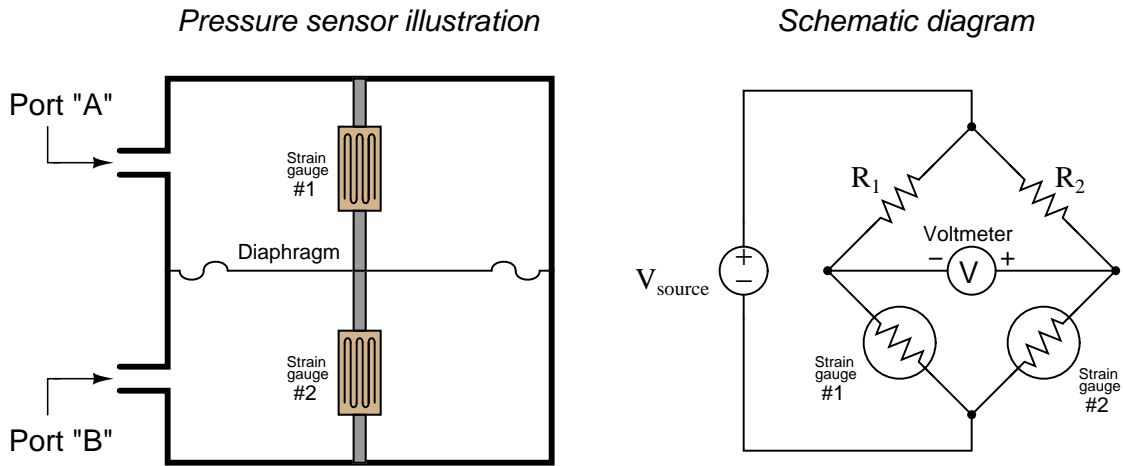 Pressure sensor illustration
Port "A"
Strain
gauge
#1
Diaphragm
Strain
gauge
#2
Port "B"
Schematic diagram
R1
R2
Voltmeter
− V +
+
−
Vsource
Strain
gauge
#1
Strain
gauge
#2